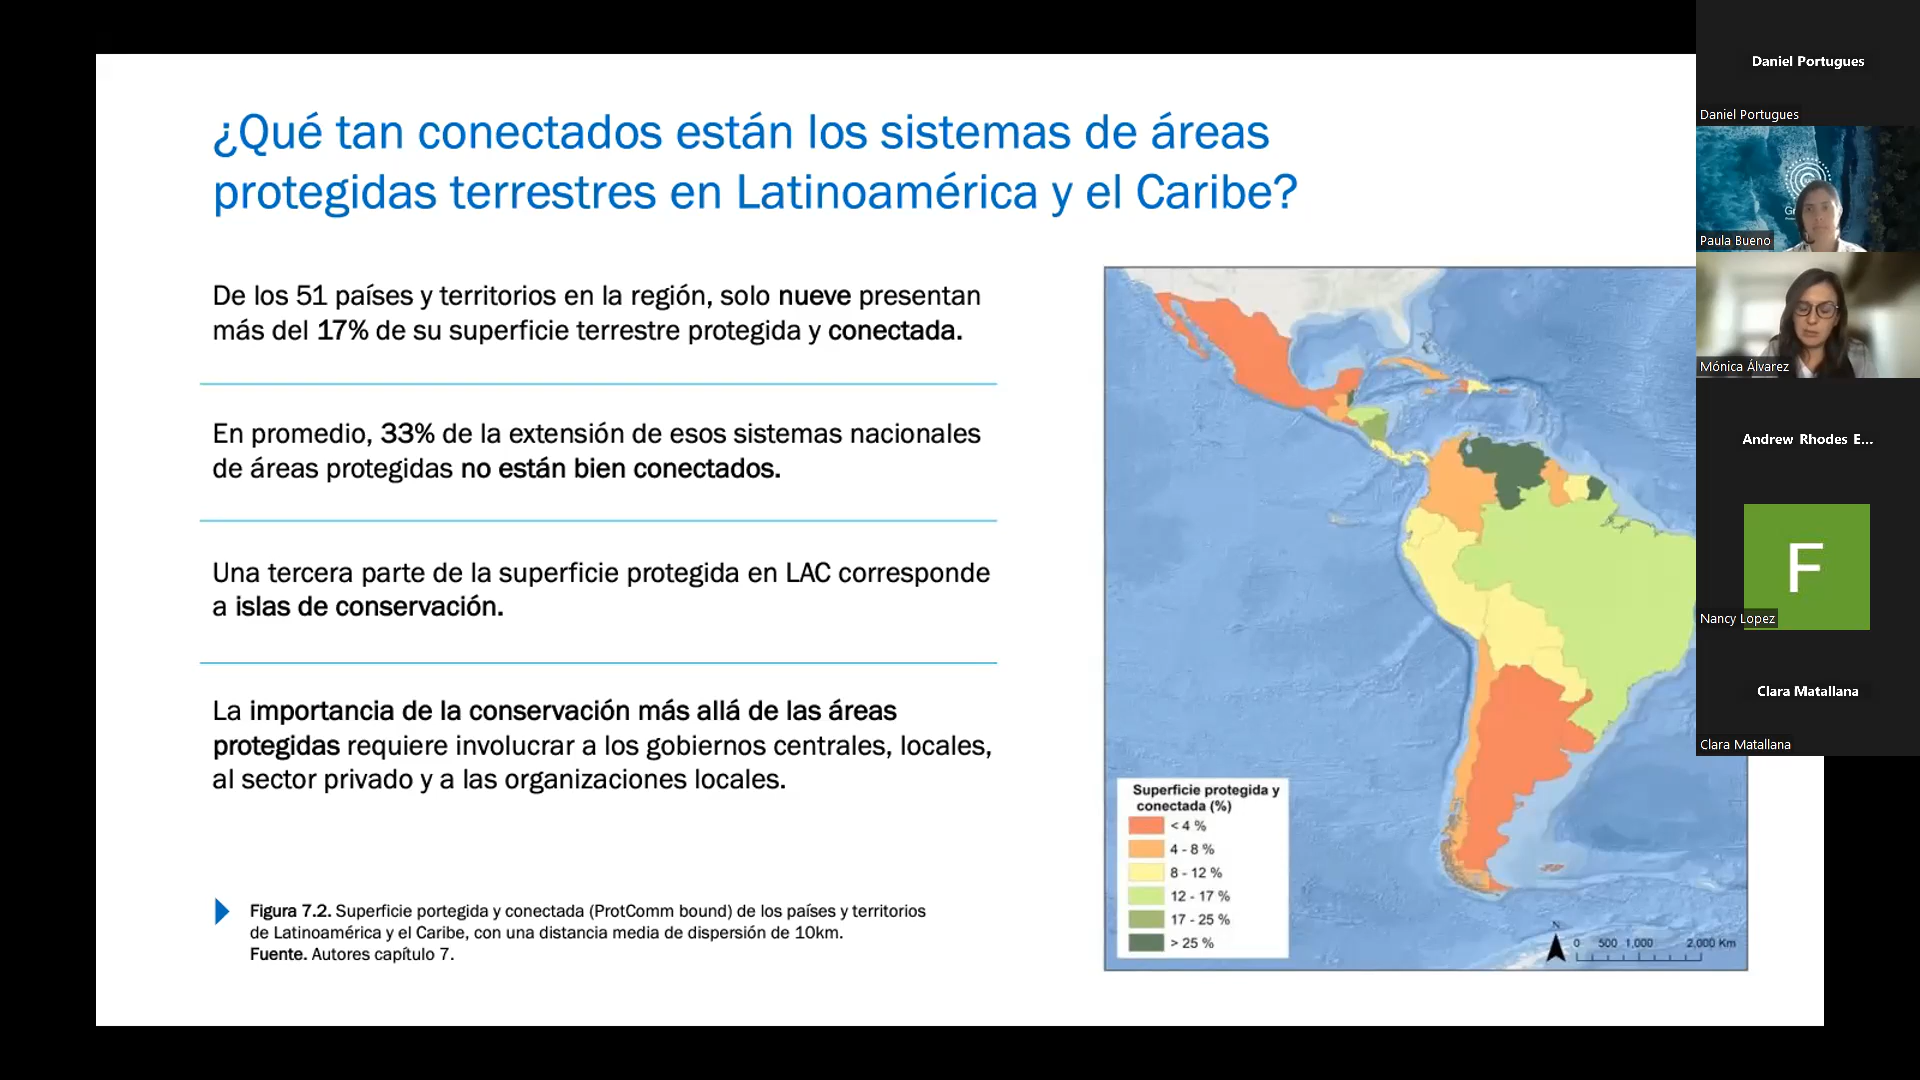 ¿Qué tan conectados están los sistemas de áreas
protegidas terrestres en Latinoamérica y el Caribe?
De los 51 países y territorios en la región, solo nueve presentan
más del 17% de su superficie terrestre protegida y conectada.
En promedio, 33% de la extensión de esos sistemas nacionales
de áreas protegidas no están bien conectados.
Una tercera parte de la superficie protegida en LAC corresponde
a islas de conservación.
La importancia de la conservación más allá de las áreas
protegidas requiere involucrar a los gobiernos centrales, locales,
al sector privado y a las organizaciones locales.
Figura 7.2. Superficie portegida y conectada (ProtComm bound) de los países y territorios
de Latinoamérica y el Caribe, con una distancia media de dispersión de 10km.
Fuente. Autores capítulo 7.
Superficie protegida y
conectada (%)
< 4 %
4 - 8 %
8 - 12 %
12 - 17 %
17 - 25 %
> 25 %
N
0 500 1,000 2,000 Km
Daniel Portugues
Daniel Portugues
Paula Bueno
Mónica Álvarez
Andrew Rhodes E...
F
Nancy Lopez
Clara Matallana
Clara Matallana